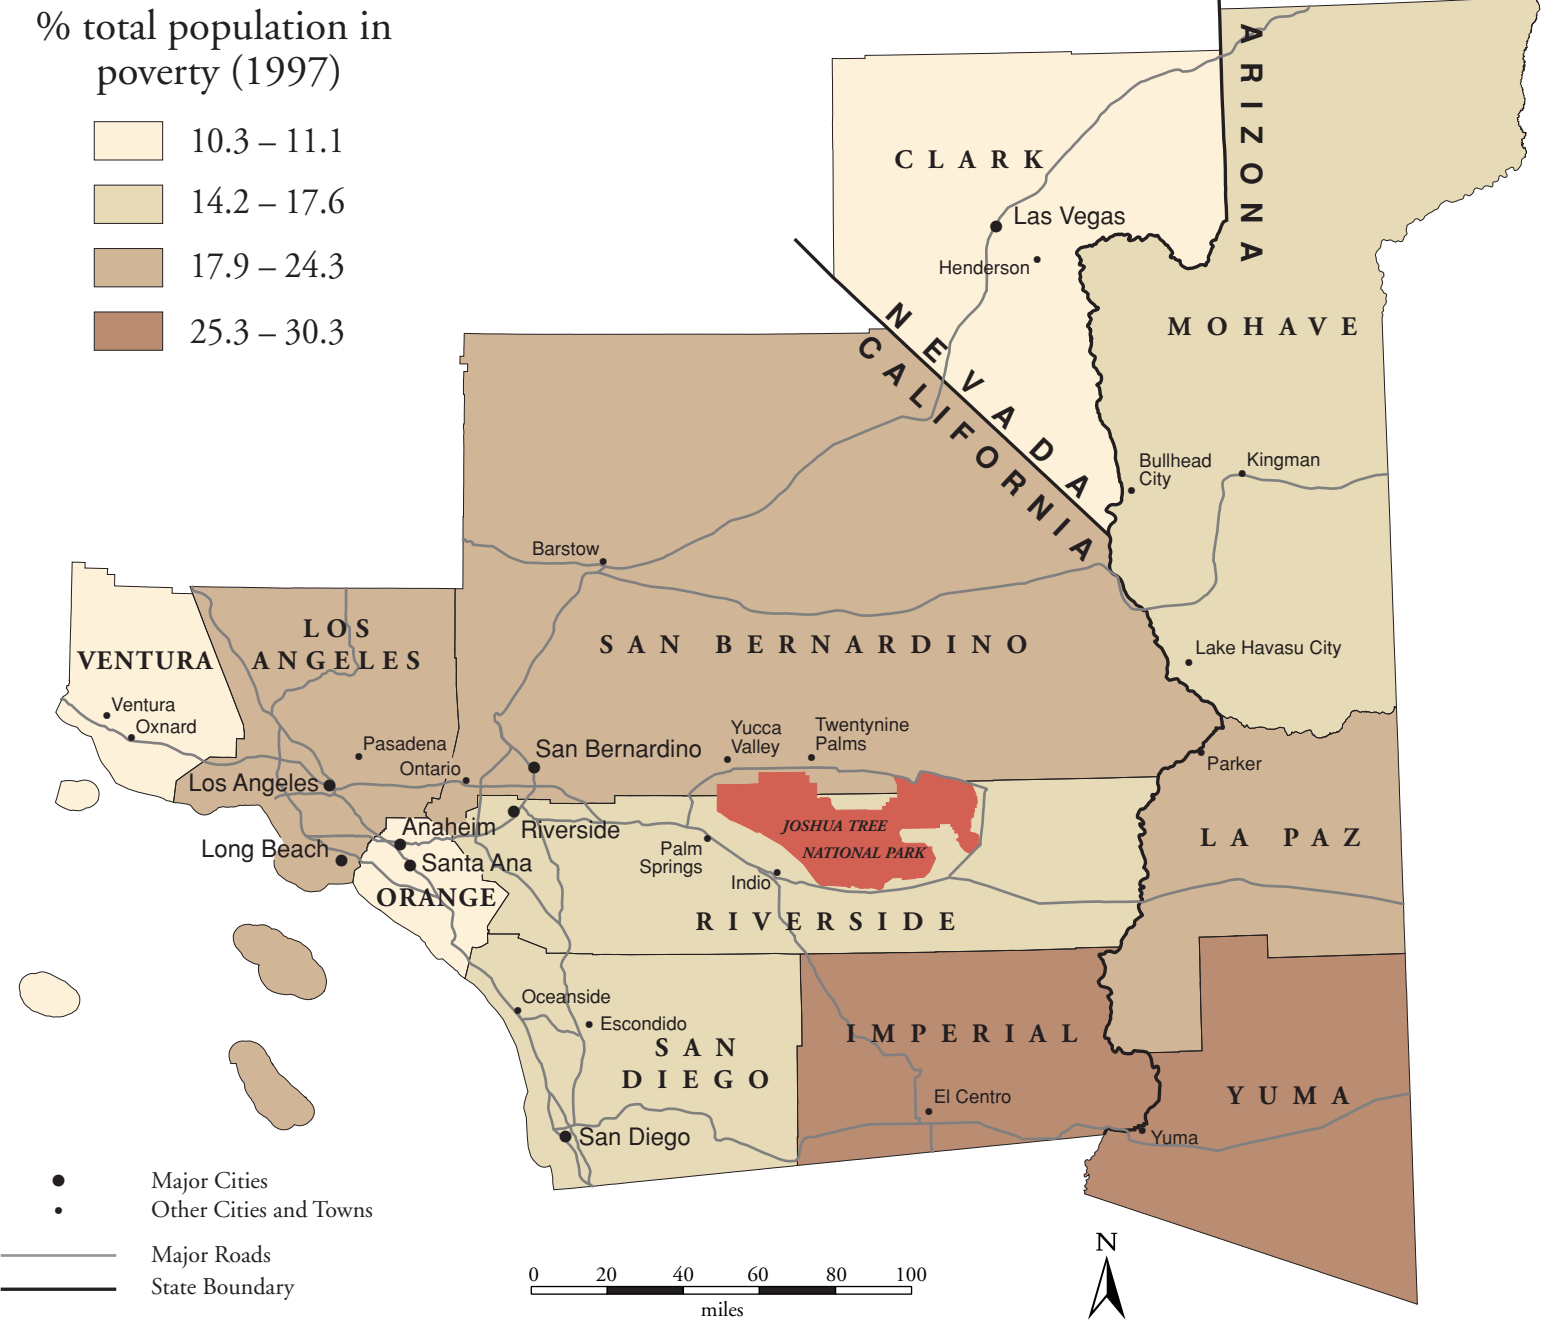 % total population in
poverty (1997)
10.3 – 11.1
14.2 – 17.6
17.9 – 24.3
25.3 – 30.3
ARIZONA
CLARK
Las Vegas
Henderson
NEVADA
CALIFORNIA
MOHAVE
Bullhead
City
Kingman
Barstow
LOS
ANGELES
VENTURA
SAN BERNARDINO
Lake Havasu City
Ventura
Oxnard
Pasadena
Ontario
San Bernardino
Yucca
Valley
Twentynine
Palms
Parker
Los Angeles
Anaheim
Riverside
JOSHUA TREE
NATIONAL PARK
LA PAZ
Long Beach
Santa Ana
Palm
Springs
Indio
ORANGE
RIVERSIDE
Oceanside
Escondido
SAN
DIEGO
IMPERIAL
El Centro
YUMA
San Diego
Yuma
Major Cities
Other Cities and Towns
Major Roads
State Boundary
0 20 40 60 80 100
miles
N